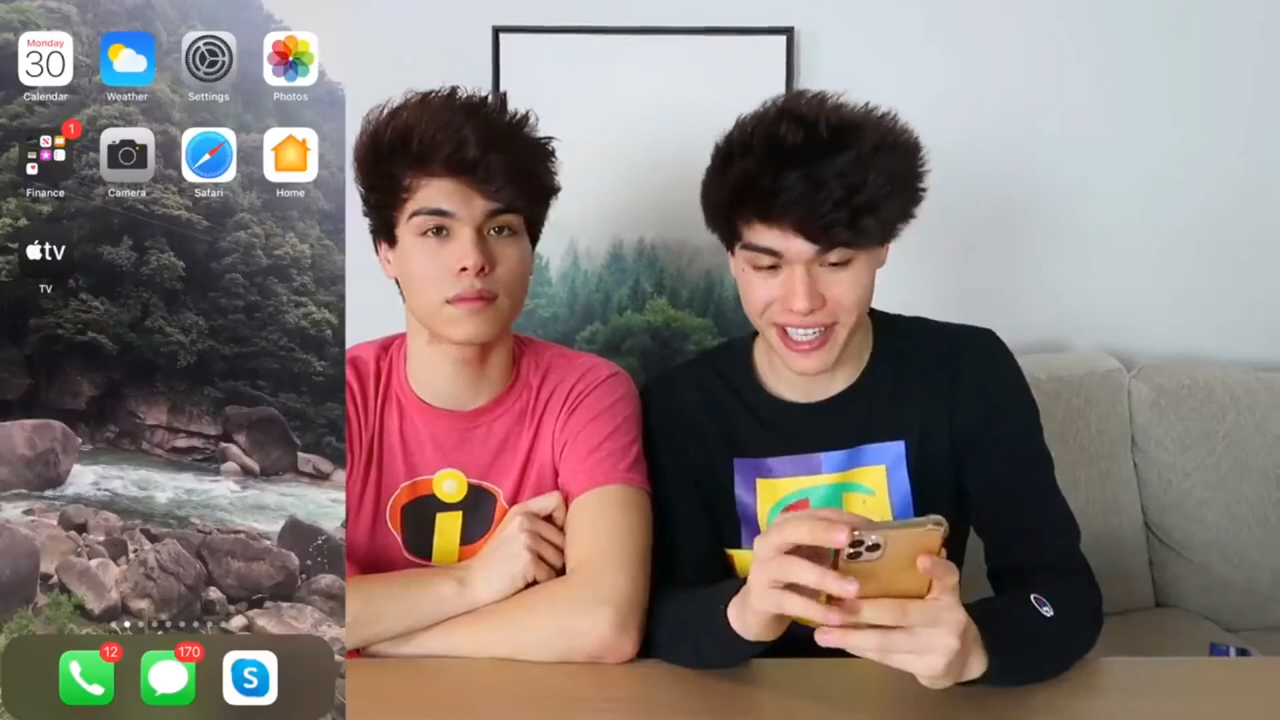 Monday
30
Calendar
Weather
Settings
Photos
1
Finance
Camera
Safari
Home
tv
TV
i
12
170
S